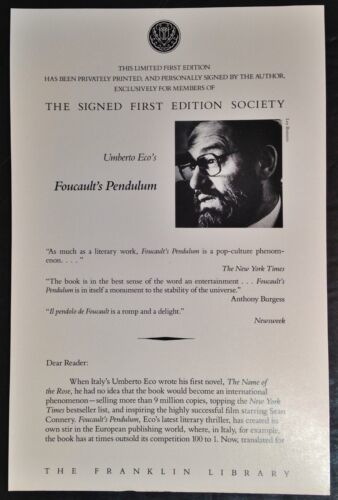 THIS LIMITED FIRST EDITION
HAS BEEN PRIVATELY PRINTED, AND PERSONALLY SIGNED BY THE AUTHOR,
EXCLUSIVELY FOR MEMBERS OF
THE SIGNED FIRST EDITION SOCIETY
Umberto Eco's
Foucault's Pendulum
"As much as a literary work, Foucault's Pendulum is a pop-culture phenom-
enon. . . ."
The New York Times
"The book is in the best sense of the word an entertainment . . . Foucault's
Pendulum is in itself a monument to the stability of the universe."
Anthony Burgess
"Il pendolo de Foucault is a romp and a delight."
Newsweek
Dear Reader:
When Italy's Umberto Eco wrote his first novel, The Name of
the Rose, he had no idea that the book would become an international
phenomenon—selling more than 9 million copies, topping the New York
Times bestseller list, and inspiring the highly successful film starring Sean
Connery. Foucault's Pendulum, Eco's latest literary thriller, has created its
own stir in the European publishing world, where, in Italy, for example,
the book has at times outsold its competition 100 to 1. Now, translated for
THE FRANKLIN LIBRARY